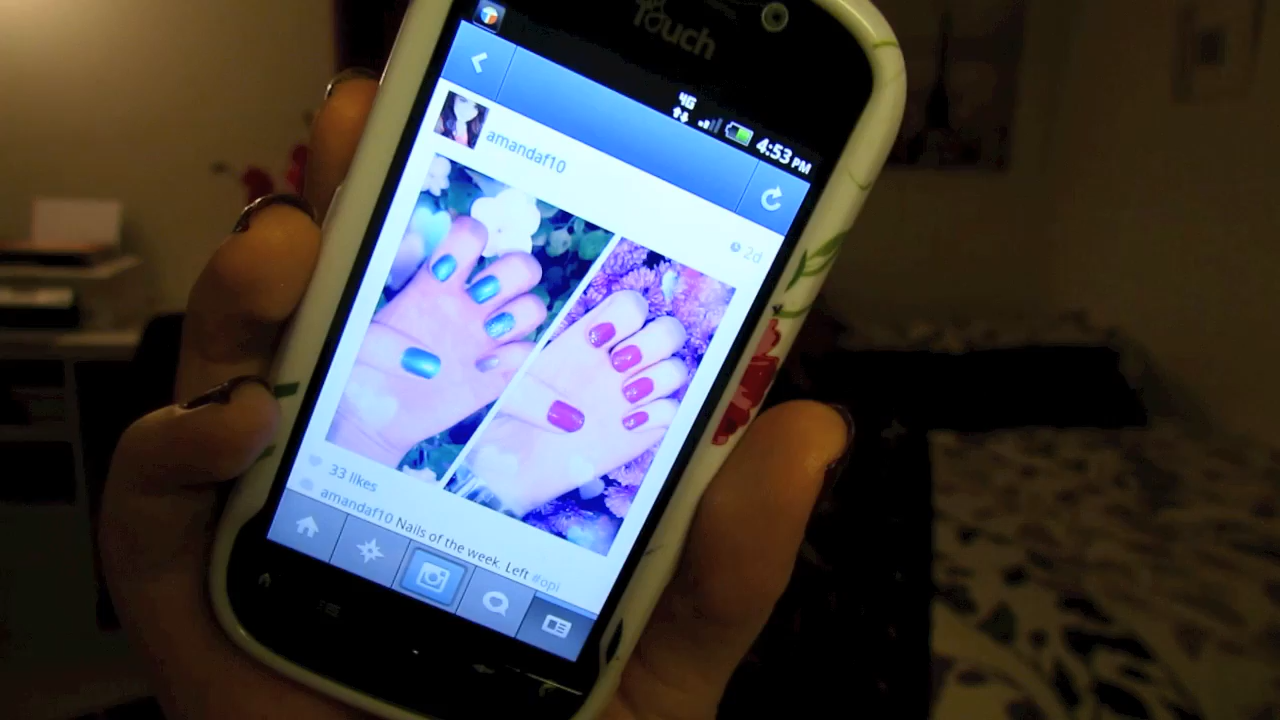 Touch
4G
4:53 PM
amandaf10
2d
33 likes
amandaf10 Nails of the week. Left #opi